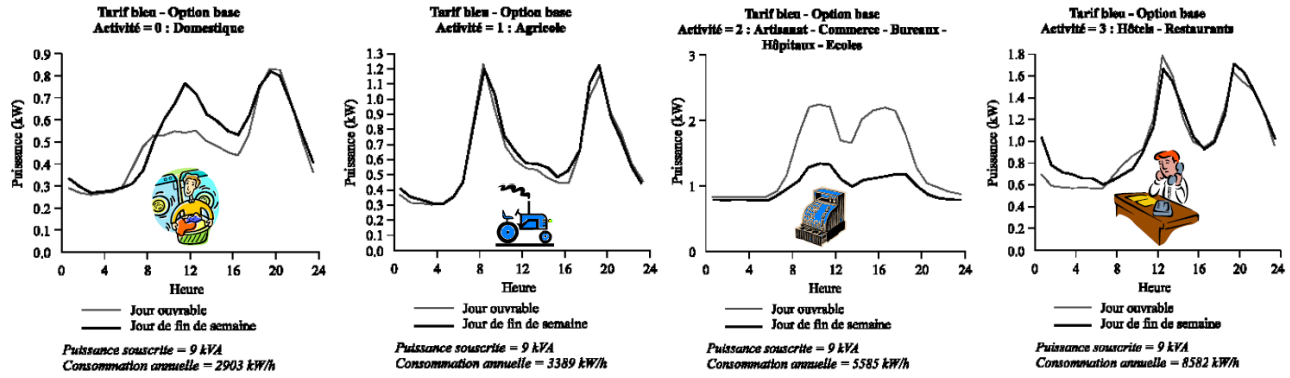 Tarif bleu - Option base
Activité = 0 : Domestique
Puissance (kW)
0.9
0.8
0.7
0.6
0.5
0.4
0.3
0.2
0.1
0,0
0 4 8 12 16 20 24
Heure
Jour ouvrable
Jour de fin de semaine
Puissance souscrite = 9 kVA
Consommation annuelle = 2903 kW/h
Tarif bleu - Option base
Activité = 1 : Agricole
Puissance (kW)
1.3
1.2
1.1
1.0
0.9
0.8
0.7
0.6
0.5
0.4
0.3
0.2
0.1
0,0
0 4 8 12 16 20 24
Heure
Jour ouvrable
Jour de fin de semaine
Puissance souscrite = 9 kVA
Consommation annuelle = 3389 kW/h
Tarif bleu - Option base
Activité = 2 : Artisanat - Commerce - Bureaux -
Hôpitaux - Ecoles
Puissance (kW)
3
2
1
0
0 4 8 12 16 20 24
Heure
Jour ouvrable
Jour de fin de semaine
Puissance souscrite = 9 kVA
Consommation annuelle = 5585 kW/h
Tarif bleu - Option base
Activité = 3 : Hôtels - Restaurants
Puissance (kW)
1.8
1.6
1.4
1.2
1.0
0.8
0.6
0.4
0.2
0,0
0 4 8 12 16 20 24
Heure
Jour ouvrable
Jour de fin de semaine
Puissance souscrite = 9 kVA
Consommation annuelle = 8582 kW/h